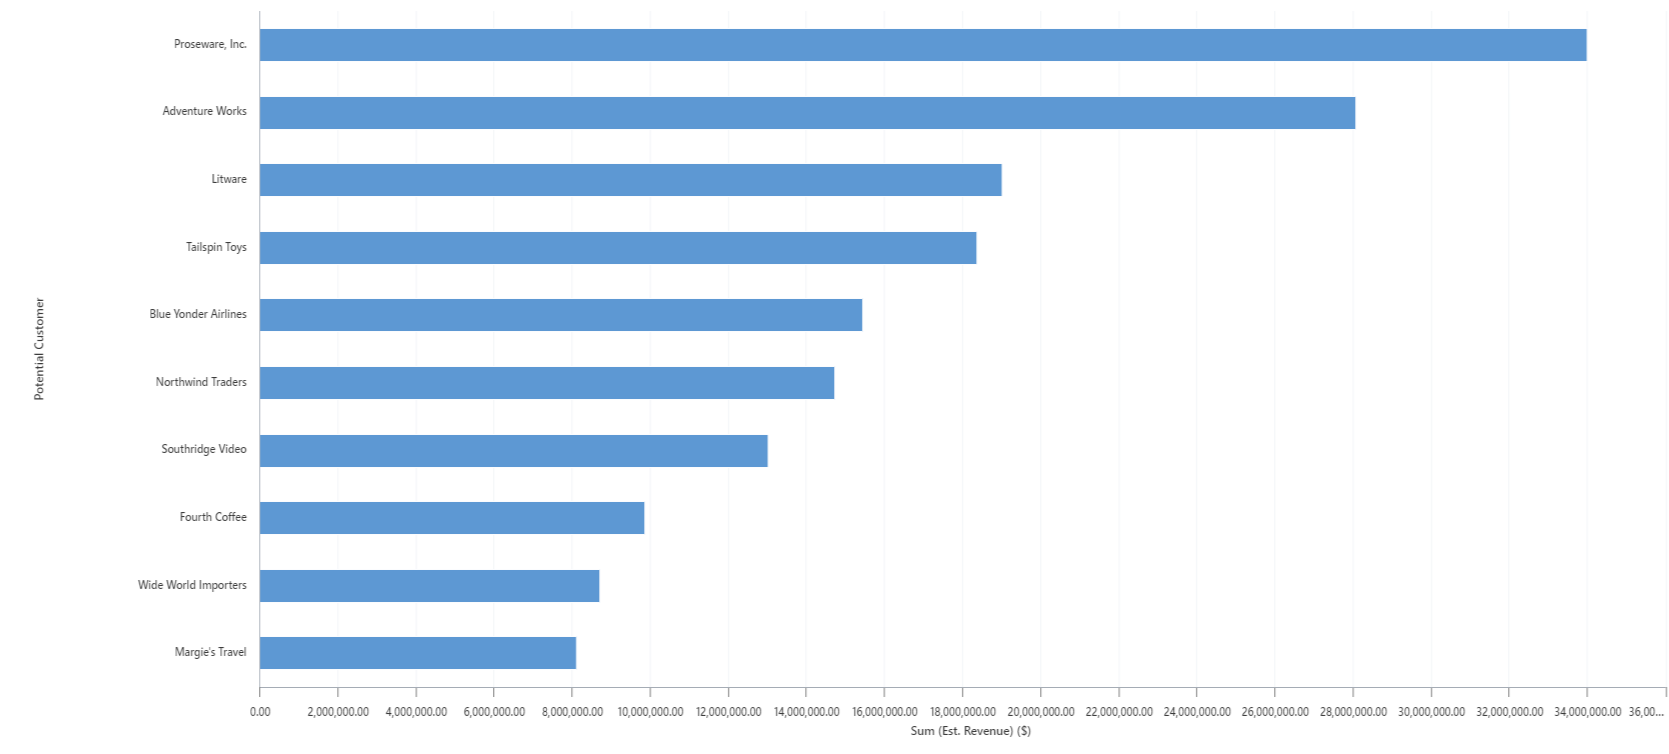 Proseware, Inc.
Adventure Works
Litware
Tailspin Toys
Blue Yonder Airlines
Northwind Traders
Southridge Video
Fourth Coffee
Wide World Importers
Margie's Travel
Potential Customer
0.00 2,000,000.00 4,000,000.00 6,000,000.00 8,000,000.00 10,000,000.00 12,000,000.00 14,000,000.00 16,000,000.00 18,000,000.00 20,000,000.00 22,000,000.00 24,000,000.00 26,000,000.00 28,000,000.00 30,000,000.00 32,000,000.00 34,000,000.00 36,00...
Sum (Est. Revenue) ($)